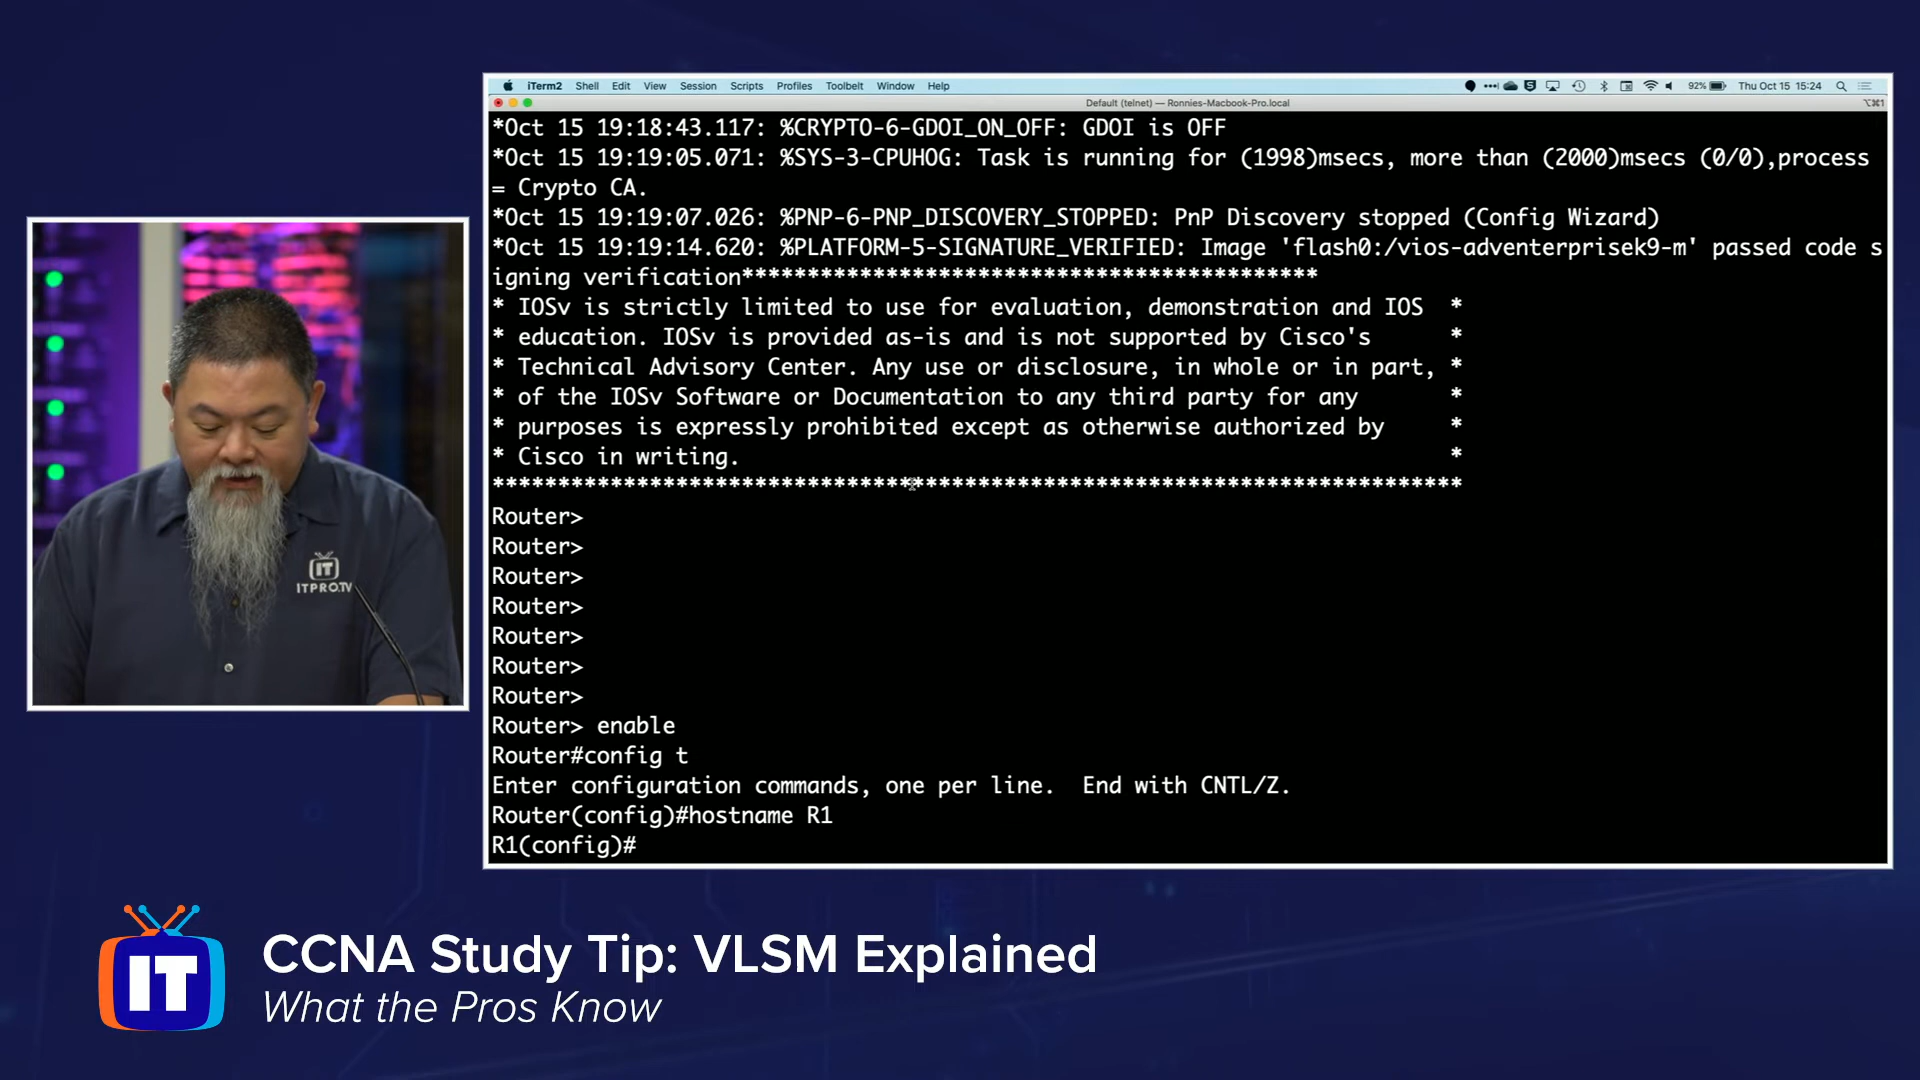 iTerm2 Shell Edit View Session Scripts Profiles Toolbelt Window Help 92% Thu Oct 15 15:24
Default (telnet) — Ronnies-Macbook-Pro.local ⌥⌘1
*Oct 15 19:18:43.117: %CRYPTO-6-GDOI_ON_OFF: GDOI is OFF
*Oct 15 19:19:05.071: %SYS-3-CPUHOG: Task is running for (1998)msecs, more than (2000)msecs (0/0),process
= Crypto CA.
*Oct 15 19:19:07.026: %PNP-6-PNP_DISCOVERY_STOPPED: PnP Discovery stopped (Config Wizard)
*Oct 15 19:19:14.620: %PLATFORM-5-SIGNATURE_VERIFIED: Image 'flash0:/vios-adventerprisek9-m' passed code s
igning verification********************************************
* IOSv is strictly limited to use for evaluation, demonstration and IOS *
* education. IOSv is provided as-is and is not supported by Cisco's *
* Technical Advisory Center. Any use or disclosure, in whole or in part, *
* of the IOSv Software or Documentation to any third party for any *
* purposes is expressly prohibited except as otherwise authorized by *
* Cisco in writing. *
**************************************************************************
Router>
Router>
Router>
Router>
Router>
Router>
Router>
Router> enable
Router#config t
Enter configuration commands, one per line. End with CNTL/Z.
Router(config)#hostname R1
R1(config)#
IT
ITPRO.TV
IT
CCNA Study Tip: VLSM Explained
What the Pros Know